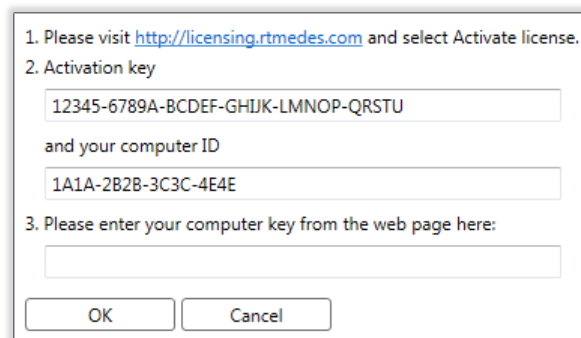 1. Please visit http://licensing.rtmedes.com and select Activate license.
2. Activation key
12345-6789A-BCDEF-GHIJK-LMNOP-QRSTU
and your computer ID
1A1A-2B2B-3C3C-4E4E
3. Please enter your computer key from the web page here:
OK Cancel